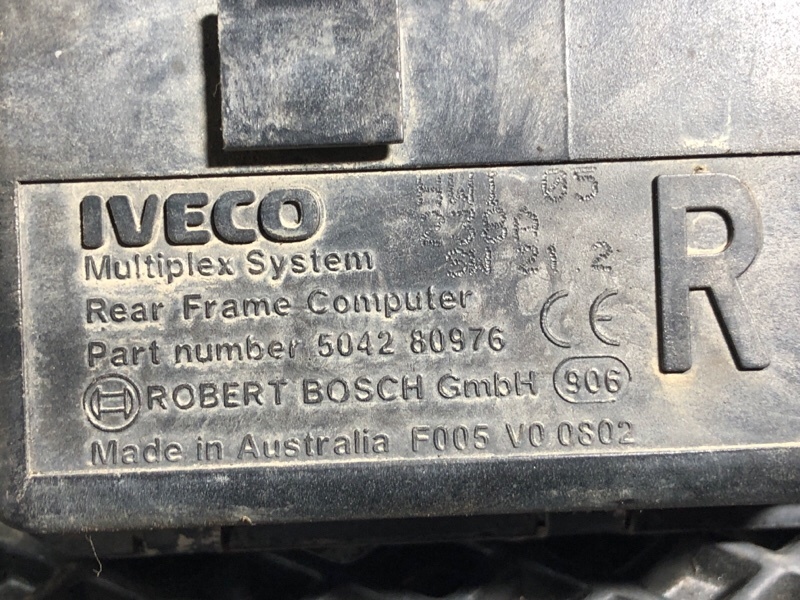 IVECO
Multiplex System
Rear Frame Computer
Part number 5042 80976
CE
ROBERT BOSCH GmbH 906
Made in Australia F005 V0 0802
R